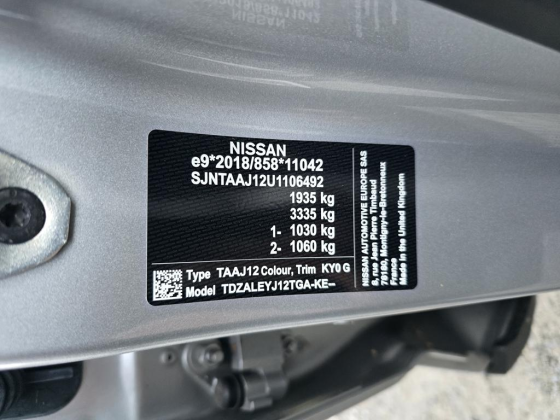 NISSAN
e9*2018/858*11042
SJNTAAJ12U1106492
1935 kg
3335 kg
1- 1030 kg
2- 1060 kg
Type TAAJ12 Colour, Trim KY0 G
Model TDZALEYJ12TGA-KE--
NISSAN AUTOMOTIVE EUROPE SAS
8, rue Jean Pierre Timbaud
78180, Montigny-le-Bretonneux
France
Made in the United Kingdom